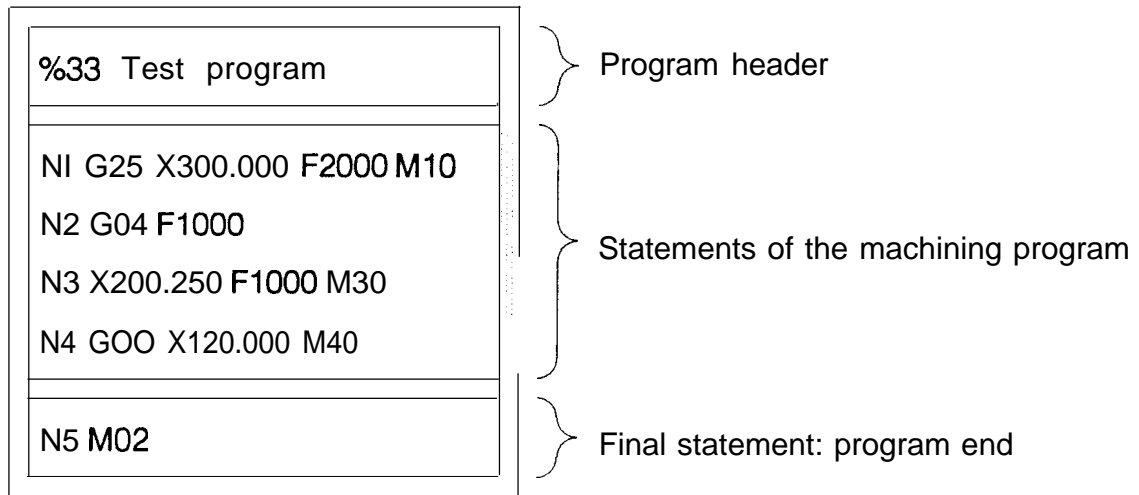 %33 Test program
Program header
NI G25 X300.000 F2000 M10
N2 G04 F1000
N3 X200.250 F1000 M30
N4 GOO X120.000 M40
Statements of the machining program
N5 M02
Final statement: program end